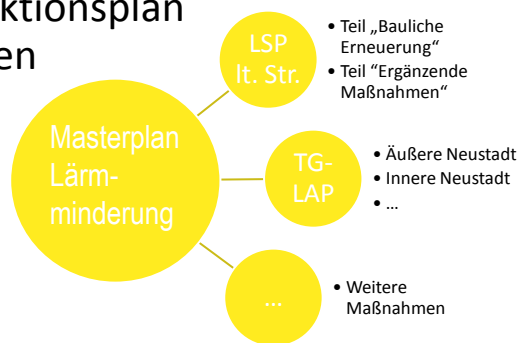 ktionsplan
en
LSP
lt. Str.
• Teil „Bauliche
Erneuerung“
• Teil “Ergänzende
Maßnahmen“
Masterplan
Lärm-
minderung
TG-
LAP
• Äußere Neustadt
• Innere Neustadt
• ...
...
• Weitere
Maßnahmen